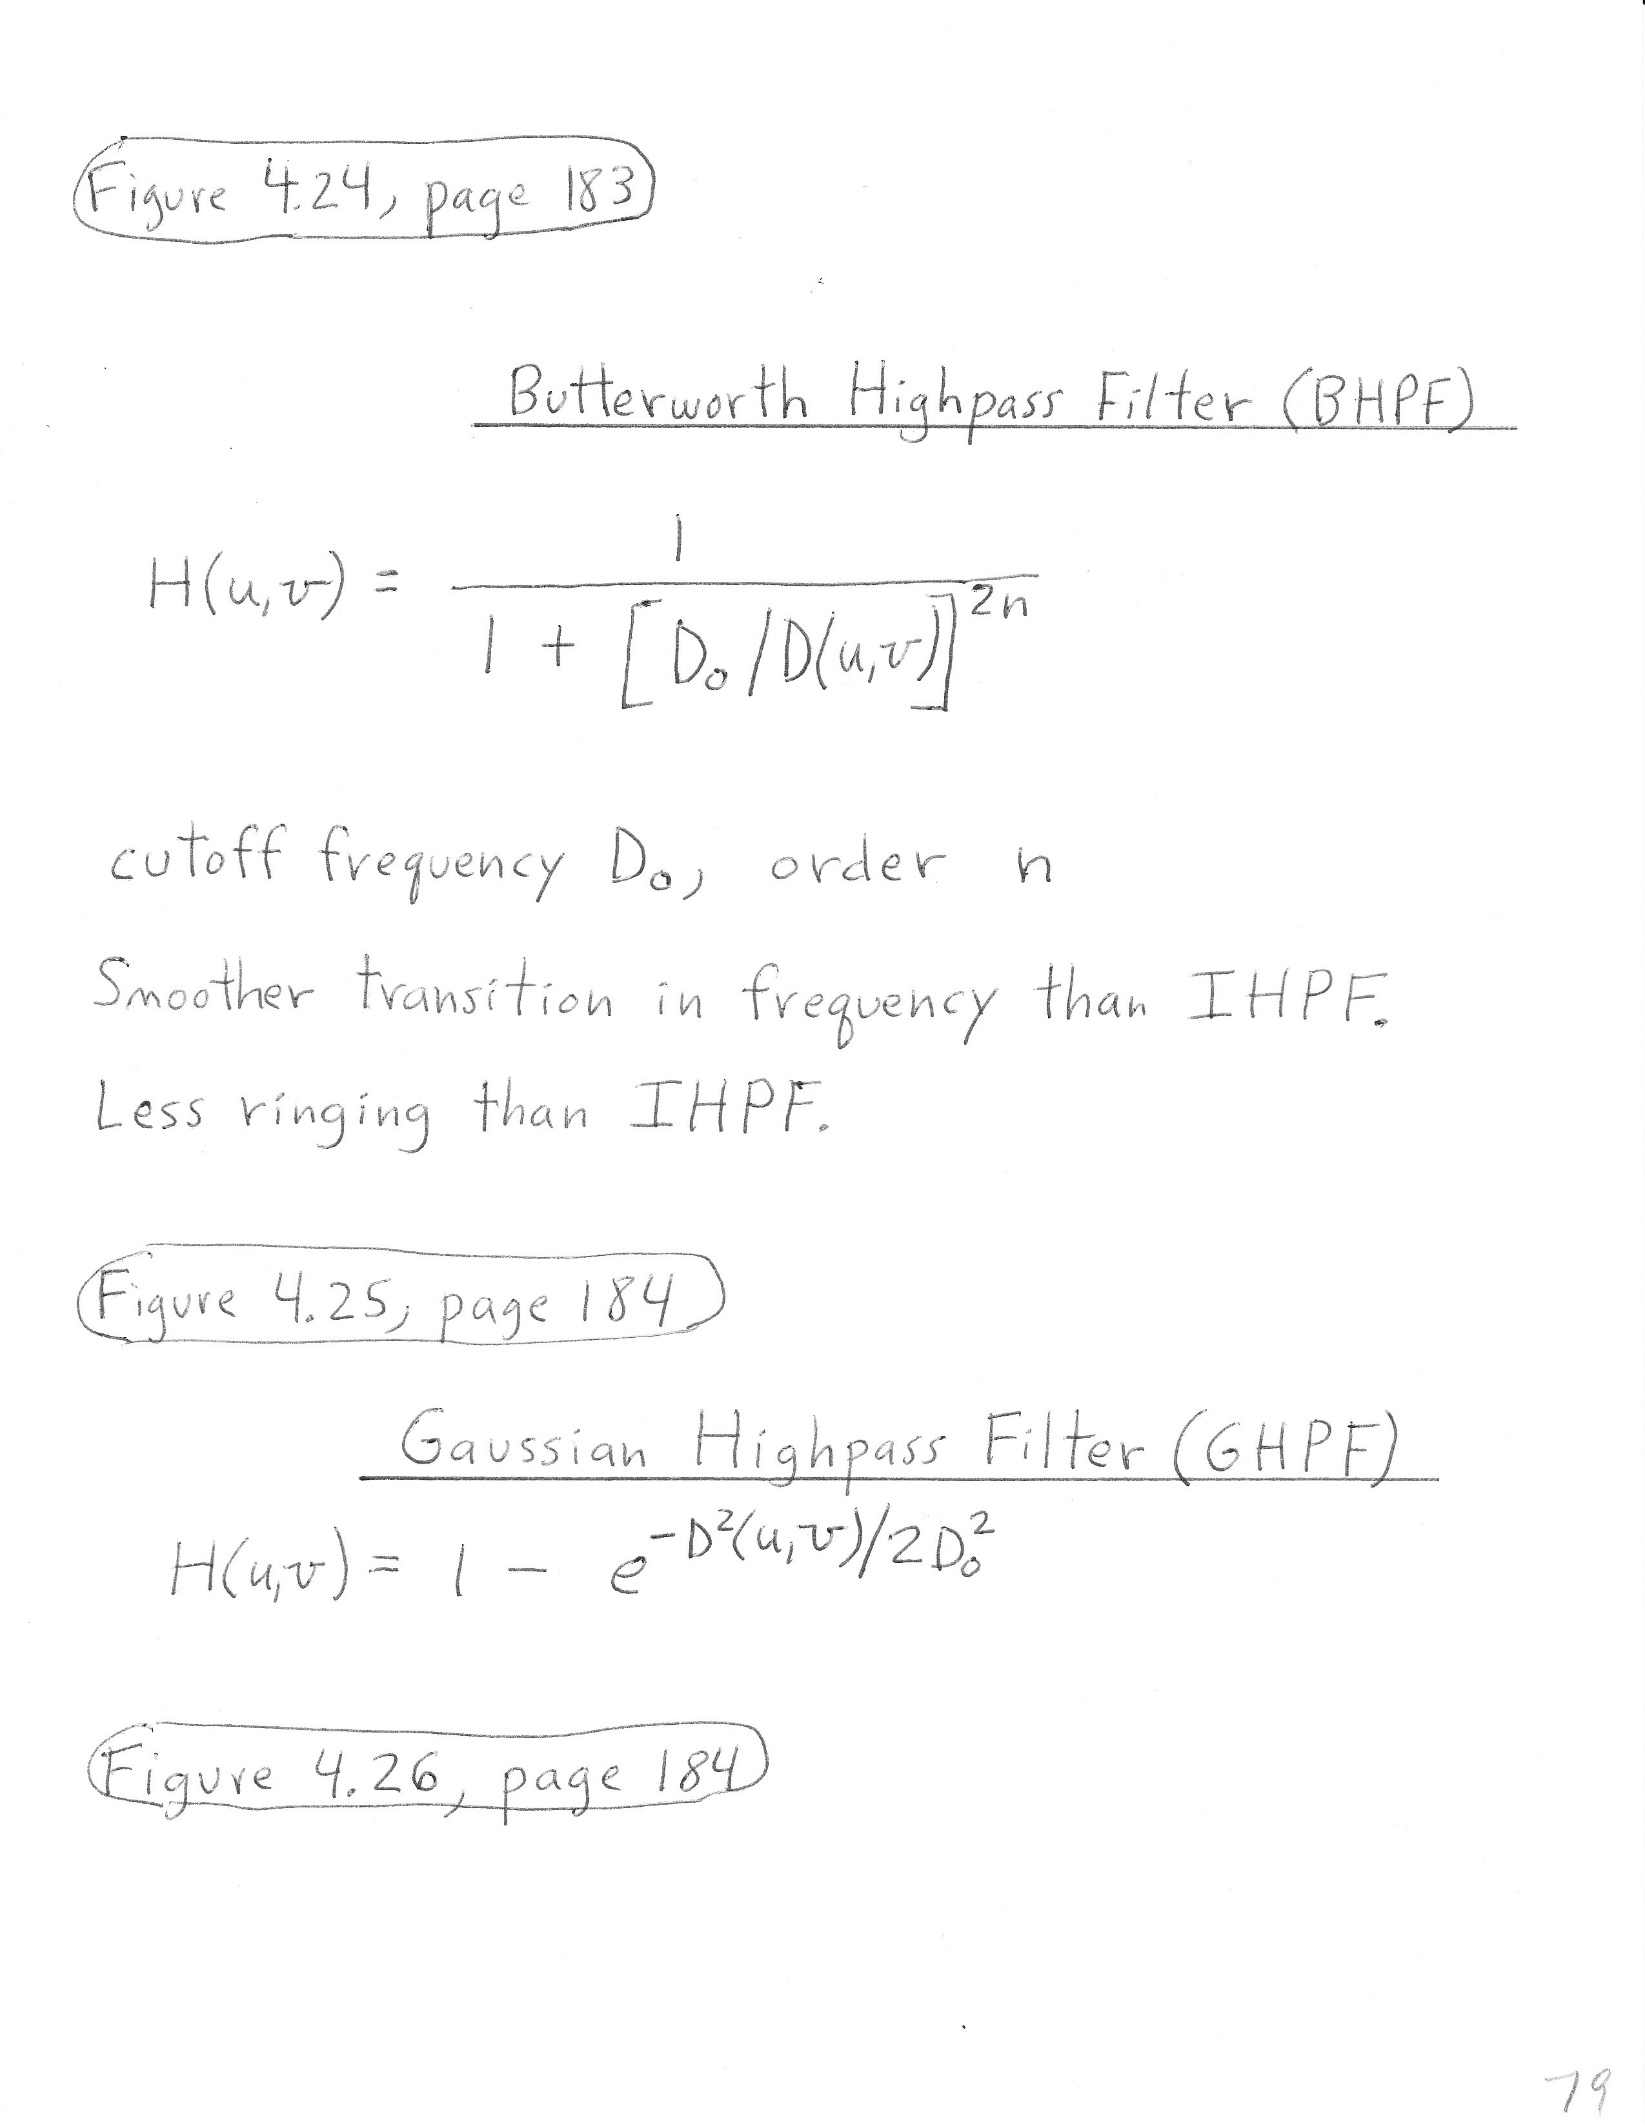 Figure 4.24, page 183
Butterworth Highpass Filter (BHPF)
H(u,v) = 1 / (1 + [D₀/D(u,v)]²ⁿ)
cutoff frequency D₀, order n
Smoother transition in frequency than IHPF.
Less ringing than IHPF.
Figure 4.25, page 184
Gaussian Highpass Filter (GHPF)
H(u,v) = 1 - e^(-D²(u,v)/2D₀²)
Figure 4.26, page 184
79